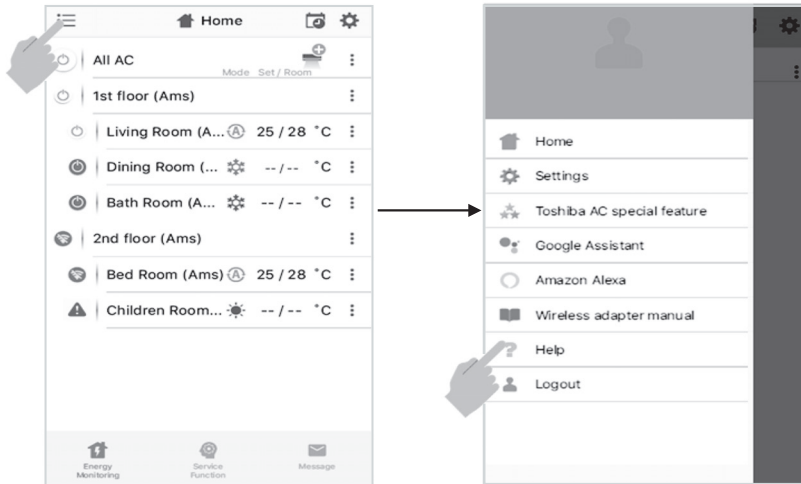 Home
All AC
Mode Set / Room
1st floor (Ams)
Living Room (A... A 25 / 28 °C
Dining Room (... -- / -- °C
Bath Room (A... -- / -- °C
2nd floor (Ams)
Bed Room (Ams) A 25 / 28 °C
Children Room... -- / -- °C
Energy Monitoring
Service Function
Message
Home
Settings
Toshiba AC special feature
Google Assistant
Amazon Alexa
Wireless adapter manual
Help
Logout